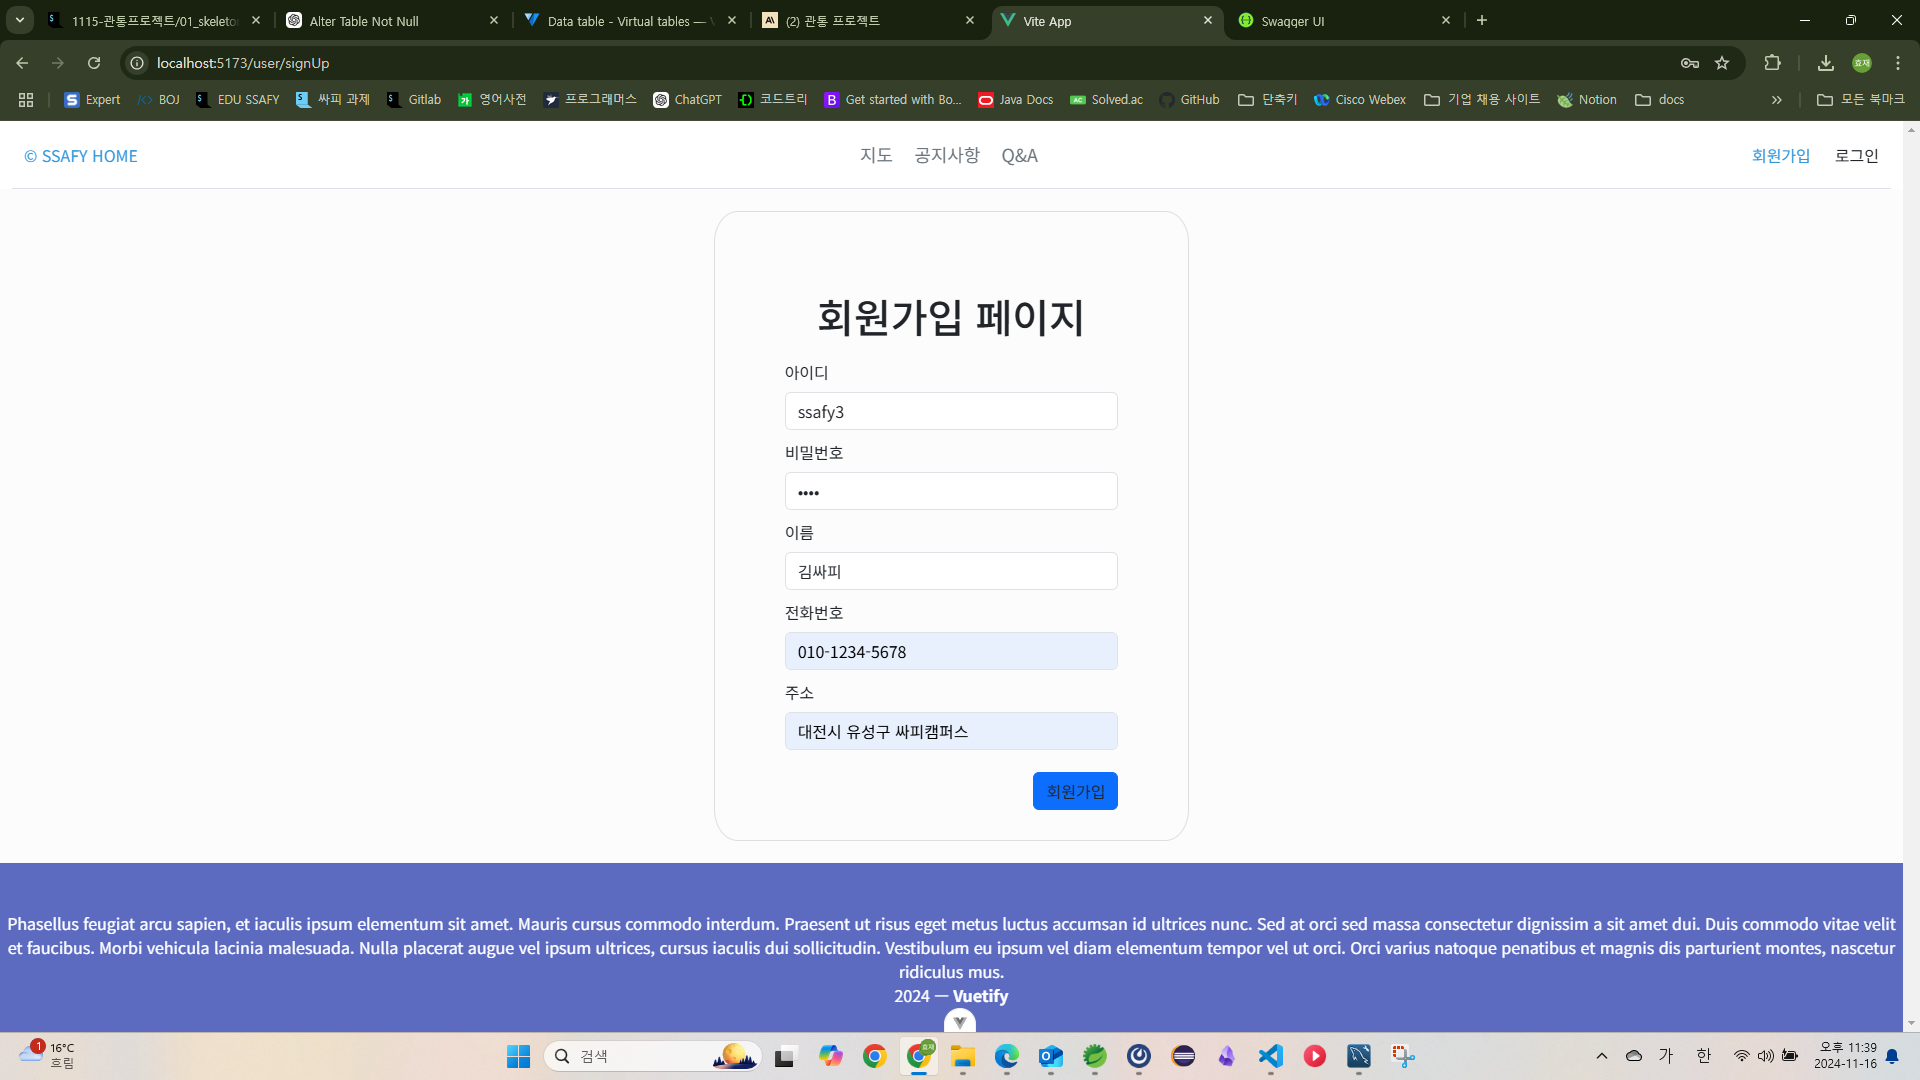 1115-관통프로젝트/01_skeleto
Alter Table Not Null
Data table - Virtual tables — V
(2) 관통 프로젝트
Vite App
Swagger UI
localhost:5173/user/signUp
효재
Expert
BOJ
EDU SSAFY
싸피 과제
Gitlab
영어사전
프로그래머스
ChatGPT
코드트리
Get started with Bo...
Java Docs
Solved.ac
GitHub
단축키
Cisco Webex
기업 채용 사이트
Notion
docs
모든 북마크
© SSAFY HOME
지도
공지사항
Q&A
회원가입
로그인
회원가입 페이지
아이디
ssafy3
비밀번호
••••
이름
김싸피
전화번호
010-1234-5678
주소
대전시 유성구 싸피캠퍼스
회원가입
Phasellus feugiat arcu sapien, et iaculis ipsum elementum sit amet. Mauris cursus commodo interdum. Praesent ut risus eget metus luctus accumsan id ultrices nunc. Sed at orci sed massa consectetur dignissim a sit amet dui. Duis commodo vitae velit
et faucibus. Morbi vehicula lacinia malesuada. Nulla placerat augue vel ipsum ultrices, cursus iaculis dui sollicitudin. Vestibulum eu ipsum vel diam elementum tempor vel ut orci. Orci varius natoque penatibus et magnis dis parturient montes, nascetur
ridiculus mus.
2024 — Vuetify
1
16°C
흐림
검색
가
한
오후 11:39
2024-11-16